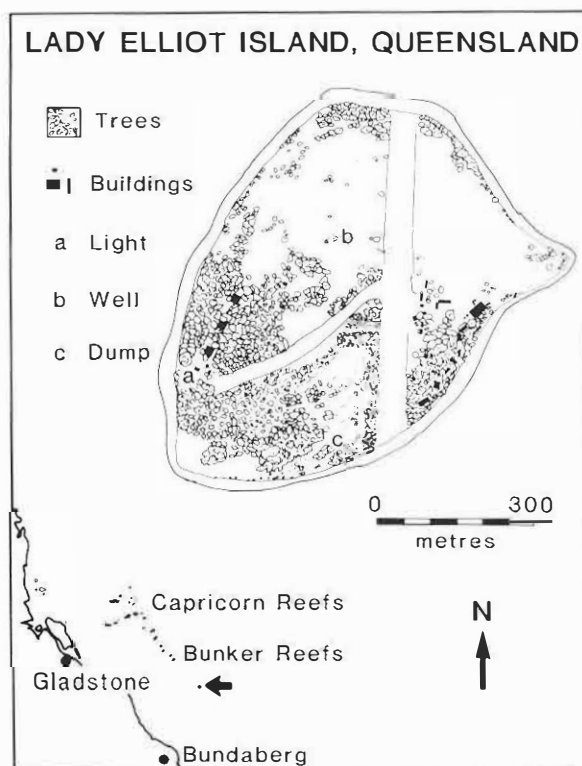 LADY ELLIOT ISLAND, QUEENSLAND
Trees
Buildings
a Light
b Well
c Dump
b
a
c
0 300
metres
Capricorn Reefs
N
Bunker Reefs
Gladstone
Bundaberg